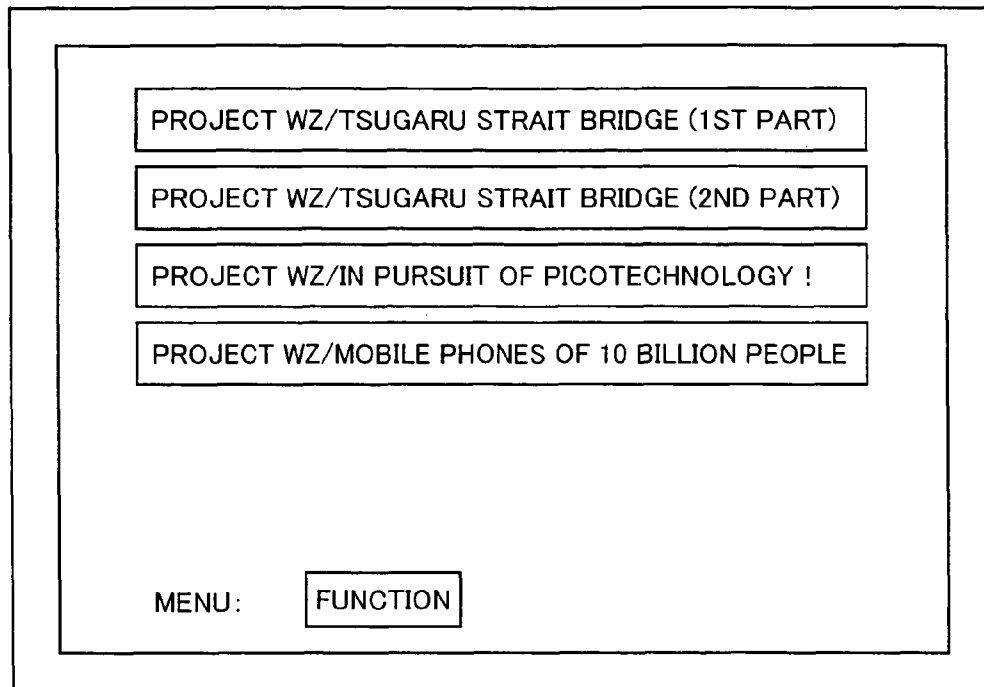 PROJECT WZ/TSUGARU STRAIT BRIDGE (1ST PART)
PROJECT WZ/TSUGARU STRAIT BRIDGE (2ND PART)
PROJECT WZ/IN PURSUIT OF PICOTECHNOLOGY !
PROJECT WZ/MOBILE PHONES OF 10 BILLION PEOPLE
MENU: FUNCTION